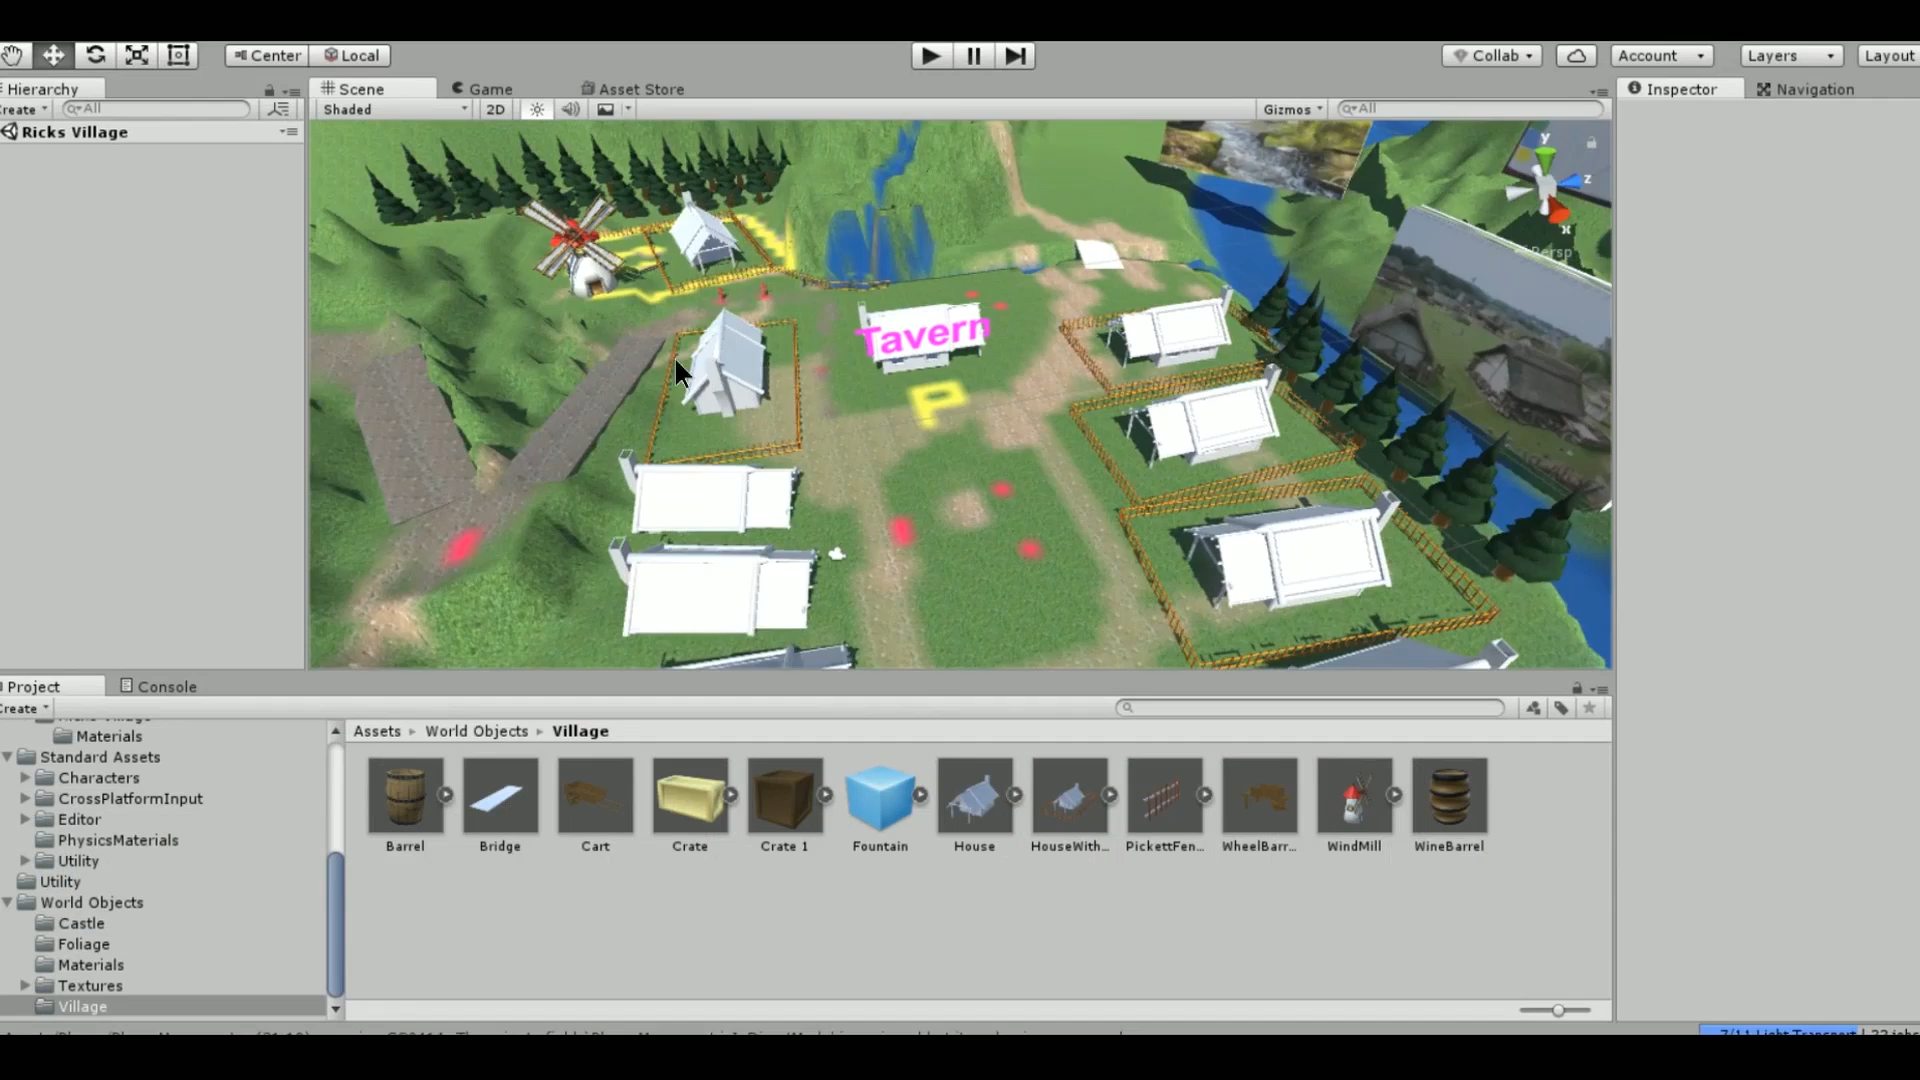 Center Local Collab Account Layers Layout
Hierarchy Scene Game Asset Store Inspector Navigation
Create All Shaded 2D Gizmos All
Ricks Village
y
z
x
Persp
Tavern
P
Project Console
Create
Assets World Objects Village
Materials
Standard Assets
Characters
CrossPlatformInput
Editor
PhysicsMaterials
Utility
Utility
World Objects
Castle
Foliage
Materials
Textures
Village
Barrel Bridge Cart Crate Crate 1 Fountain House HouseWith... PickettFen... WheelBarr... WindMill WineBarrel